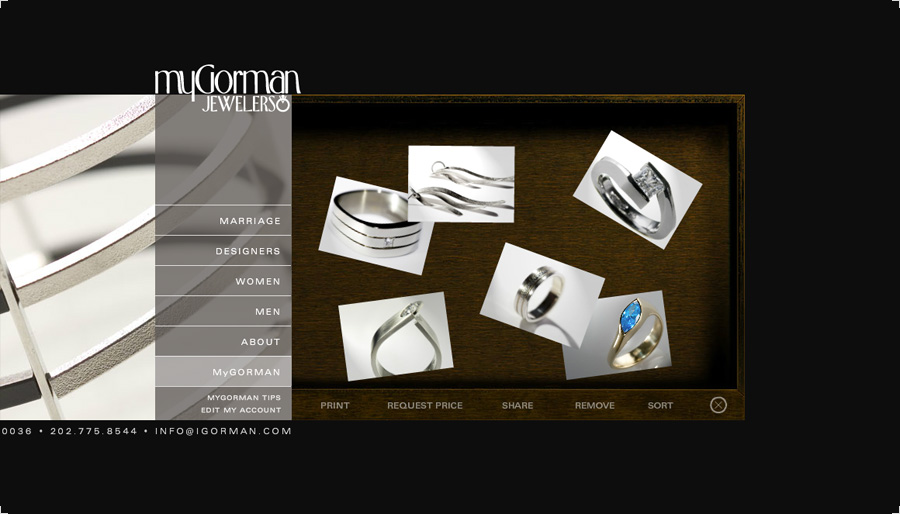 myGorman
JEWELERS
MARRIAGE
DESIGNERS
WOMEN
MEN
ABOUT
MyGORMAN
MYGORMAN TIPS
EDIT MY ACCOUNT
PRINT REQUEST PRICE SHARE REMOVE SORT
0036 • 202.775.8544 • INFO@IGORMAN.COM